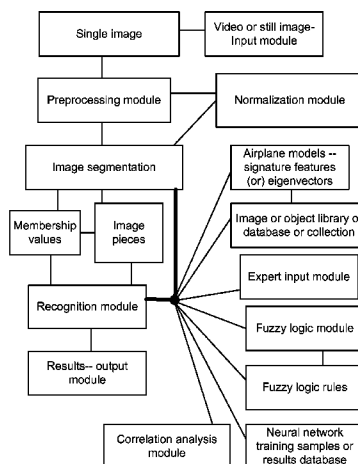 Single image
Video or still image-
Input module
Preprocessing module
Normalization module
Image segmentation
Airplane models --
signature features
(or) eigenvectors
Membership
values
Image
pieces
Image or object library or
database or collection
Expert input module
Recognition module
Fuzzy logic module
Results-- output
module
Fuzzy logic rules
Correlation analysis
module
Neural network
training samples or
results database